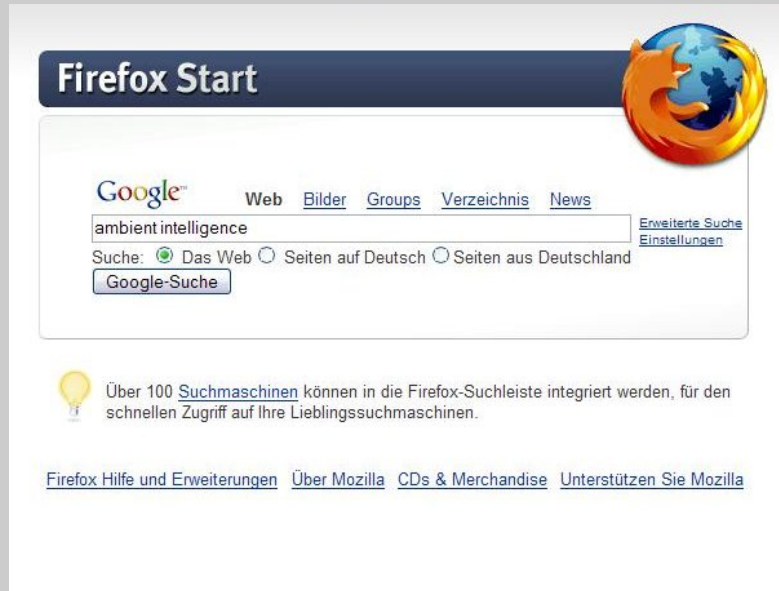 Firefox Start
Google™ Web Bilder Groups Verzeichnis News
ambient intelligence
Erweiterte Suche
Einstellungen
Suche: Das Web Seiten auf Deutsch Seiten aus Deutschland
Google-Suche
Über 100 Suchmaschinen können in die Firefox-Suchleiste integriert werden, für den
schnellen Zugriff auf Ihre Lieblingssuchmaschinen.
Firefox Hilfe und Erweiterungen Über Mozilla CDs & Merchandise Unterstützen Sie Mozilla